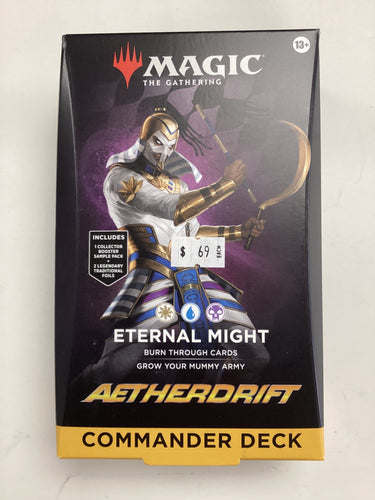 13+
MAGIC
THE GATHERING
INCLUDES
1 COLLECTOR
BOOSTER
SAMPLE PACK
+
2 LEGENDARY
TRADITIONAL
FOILS
$ 69 EACH
ETERNAL MIGHT
BURN THROUGH CARDS
GROW YOUR MUMMY ARMY
AETHERDRIFT
COMMANDER DECK